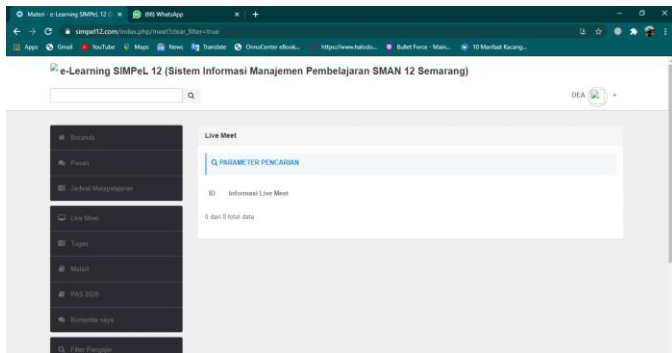 Materi - e-Learning SIMPeL 12 (S
(66) WhatsApp
simpel12.com/index.php/meet?clear_filter=true
Apps
Gmail
YouTube
Maps
News
Translate
OnnoCenter eBook...
https://www.halodo...
Bullet Force - Main...
10 Manfaat Kacang...
e-Learning SIMPeL 12 (Sistem Informasi Manajemen Pembelajaran SMAN 12 Semarang)
DEA
Beranda
Pesan
Jadwal Matapelajaran
Live Meet
Tugas
Materi
PAS 2020
Komentar saya
Filter Pengajar
Live Meet
PARAMETER PENCARIAN
ID Informasi Live Meet
0 dari 0 total data